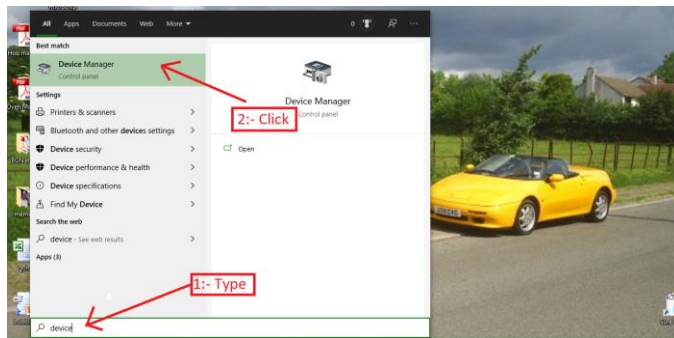 All Apps Documents Web More
0
Best match
Device Manager
Control panel
Settings
Printers & scanners
Bluetooth and other devices settings
Device security
Device performance & health
Device specifications
Find My Device
Search the web
device - See web results
Apps (3)
device
Device Manager
Control panel
Open
2:- Click
1:- Type